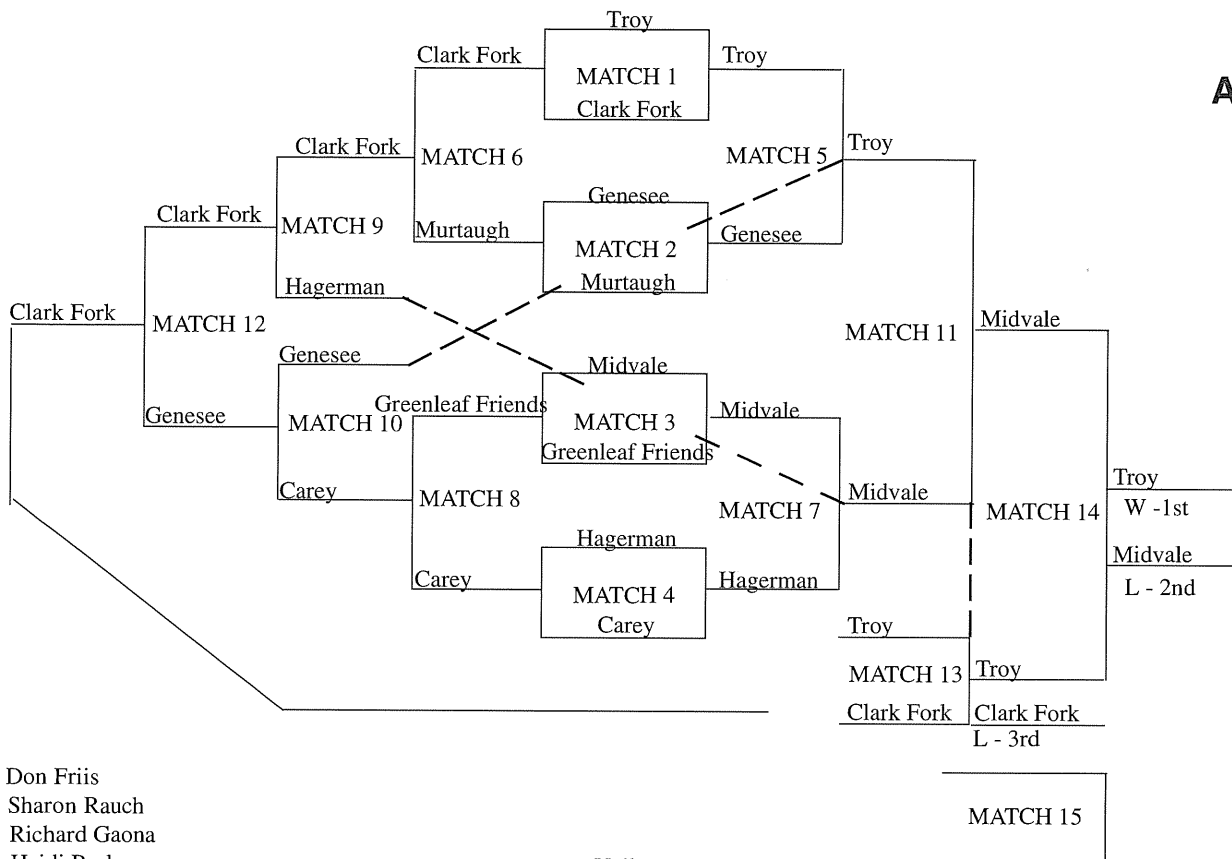 Troy
Clark Fork
MATCH 1
Troy
A
Clark Fork
Clark Fork
MATCH 6
MATCH 5
Troy
Genesee
Clark Fork
MATCH 9
Murtaugh
MATCH 2
Genesee
Murtaugh
Hagerman
Clark Fork
MATCH 12
MATCH 11
Midvale
Genesee
Midvale
Genesee
MATCH 10
Greenleaf Friends
MATCH 3
Midvale
Greenleaf Friends
Carey
MATCH 8
MATCH 7
Midvale
MATCH 14
Troy
W -1st
Hagerman
Midvale
L - 2nd
Carey
MATCH 4
Hagerman
Carey
Troy
MATCH 13
Troy
Clark Fork
Clark Fork
L - 3rd
Don Friis
Sharon Rauch
Richard Gaona
MATCH 15